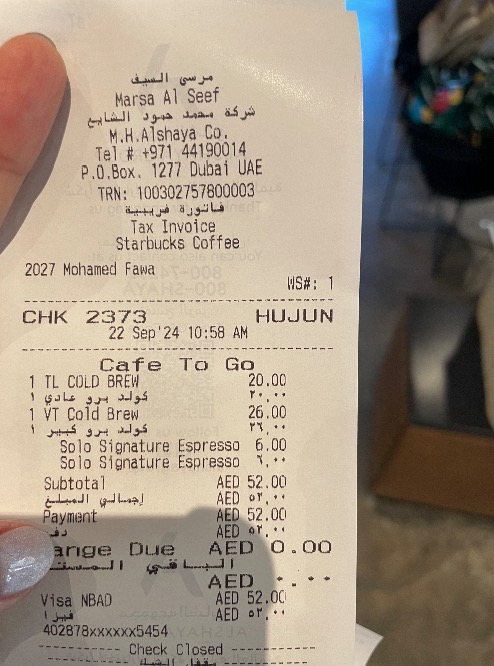 مرسى السيف
Marsa Al Seef
شركة محمد حمود الشايع
M.H.Alshaya Co.
Tel # +971 44190014
P.O.Box. 1277 Dubai UAE
TRN: 100302757800003
فاتورة ضريبية
Tax Invoice
Starbucks Coffee
2027 Mohamed Fawa
WS#: 1
CHK 2373 HUJUN
22 Sep'24 10:58 AM
Cafe To Go
1 TL COLD BREW 20.00
١ كولد برو عادي ٢٠.٠٠
1 VT Cold Brew 26.00
١ كولد برو كبير ٢٦.٠٠
Solo Signature Espresso 6.00
Solo Signature Espresso ٦.٠٠
Subtotal AED 52.00
إجمالي المبلغ AED ٥٢.٠٠
Payment AED 52.00
دف AED ٥٢.٠٠
ange Due AED 0.00
الباقي المست
AED ٠.٠٠
Visa NBAD AED 52.00
فيزا AED ٥٢.٠٠
402878xxxxxx5454
Check Closed